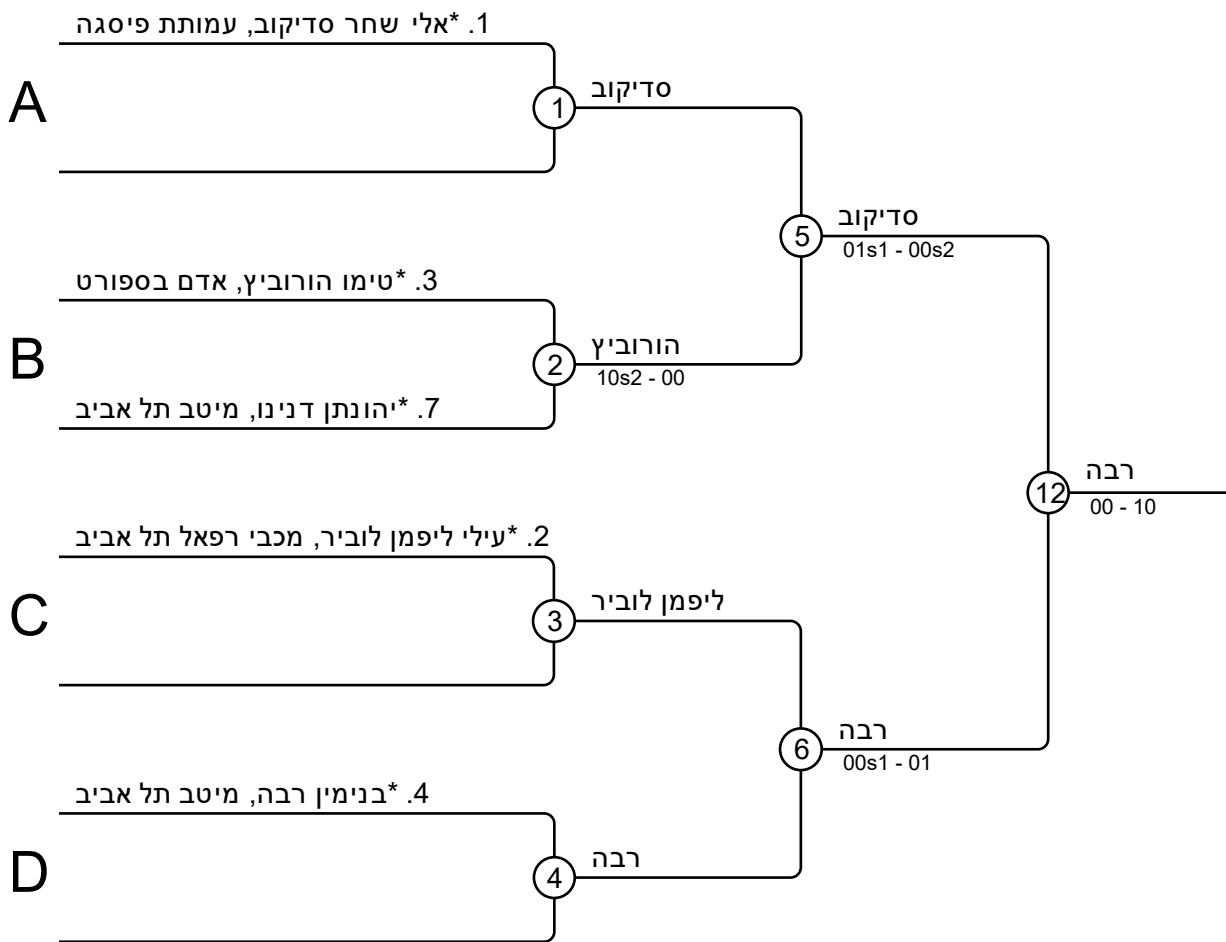 1. *אלי שחר סדיקוב, עמותת פיסגה
A
1
סדיקוב
5
סדיקוב
01s1 - 00s2
3. *טימו הורוביץ, אדם בספורט
B
2
הורוביץ
10s2 - 00
7. *יהונתן דנינו, מיטב תל אביב
12
רבה
00 - 10
2. *עילי ליפמן לוביר, מכבי רפאל תל אביב
C
3
ליפמן לוביר
6
רבה
00s1 - 01
4. *בנימין רבה, מיטב תל אביב
D
4
רבה